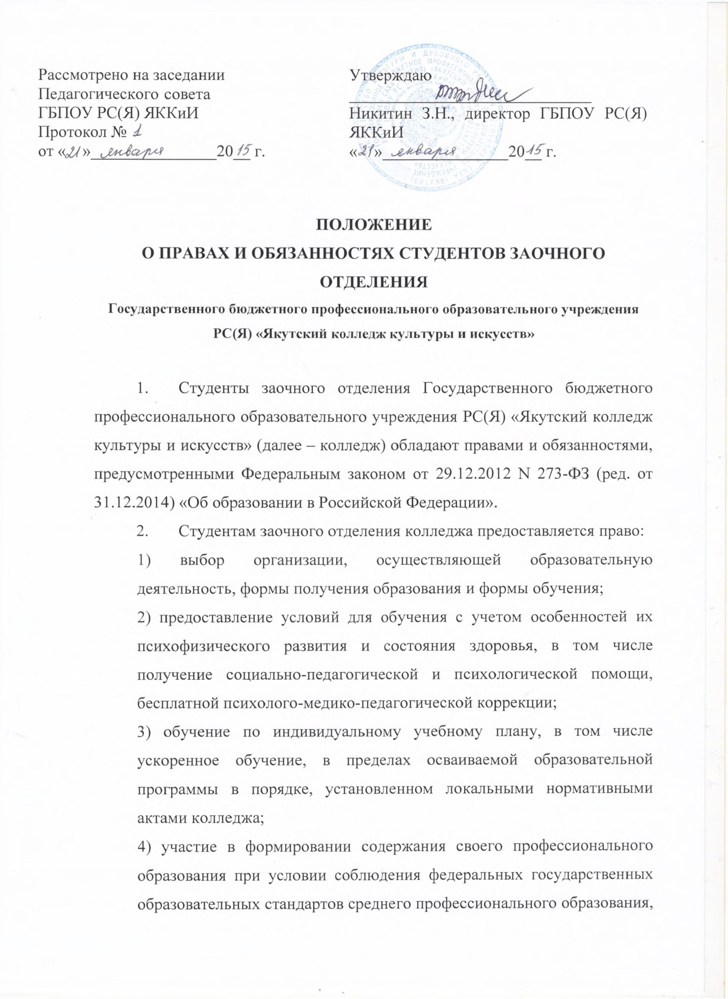 Рассмотрено на заседании
Педагогического совета
ГБПОУ РС(Я) ЯККиИ
Протокол № 1
от «21» января 2015 г.
Утверждаю
Никитин З.Н., директор ГБПОУ РС(Я)
ЯККиИ
«21» января 2015 г.
ПОЛОЖЕНИЕ
О ПРАВАХ И ОБЯЗАННОСТЯХ СТУДЕНТОВ ЗАОЧНОГО
ОТДЕЛЕНИЯ
Государственного бюджетного профессионального образовательного учреждения
РС(Я) «Якутский колледж культуры и искусств»
1. Студенты заочного отделения Государственного бюджетного
профессионального образовательного учреждения РС(Я) «Якутский колледж
культуры и искусств» (далее – колледж) обладают правами и обязанностями,
предусмотренными Федеральным законом от 29.12.2012 N 273-ФЗ (ред. от
31.12.2014) «Об образовании в Российской Федерации».
2. Студентам заочного отделения колледжа предоставляется право:
1) выбор организации, осуществляющей образовательную
деятельность, формы получения образования и формы обучения;
2) предоставление условий для обучения с учетом особенностей их
психофизического развития и состояния здоровья, в том числе
получение социально-педагогической и психологической помощи,
бесплатной психолого-медико-педагогической коррекции;
3) обучение по индивидуальному учебному плану, в том числе
ускоренное обучение, в пределах осваиваемой образовательной
программы в порядке, установленном локальными нормативными
актами колледжа;
4) участие в формировании содержания своего профессионального
образования при условии соблюдения федеральных государственных
образовательных стандартов среднего профессионального образования,